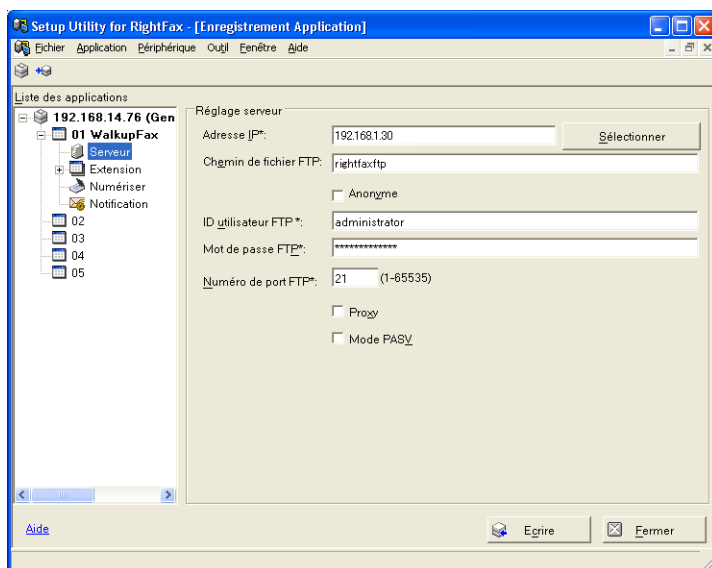 Setup Utility for RightFax - [Enregistrement Application]
Fichier Application Périphérique Outil Fenêtre Aide
Liste des applications
192.168.14.76 (Gen
01 WalkupFax
Serveur
Extension
Numériser
Notification
02
03
04
05
Réglage serveur
Adresse IP*: 192.168.1.30 Sélectionner
Chemin de fichier FTP: rightfaxftp
Anonyme
ID utilisateur FTP *: administrator
Mot de passe FTP*: *************
Numéro de port FTP*: 21 (1-65535)
Proxy
Mode PASV
Aide Ecrire Fermer